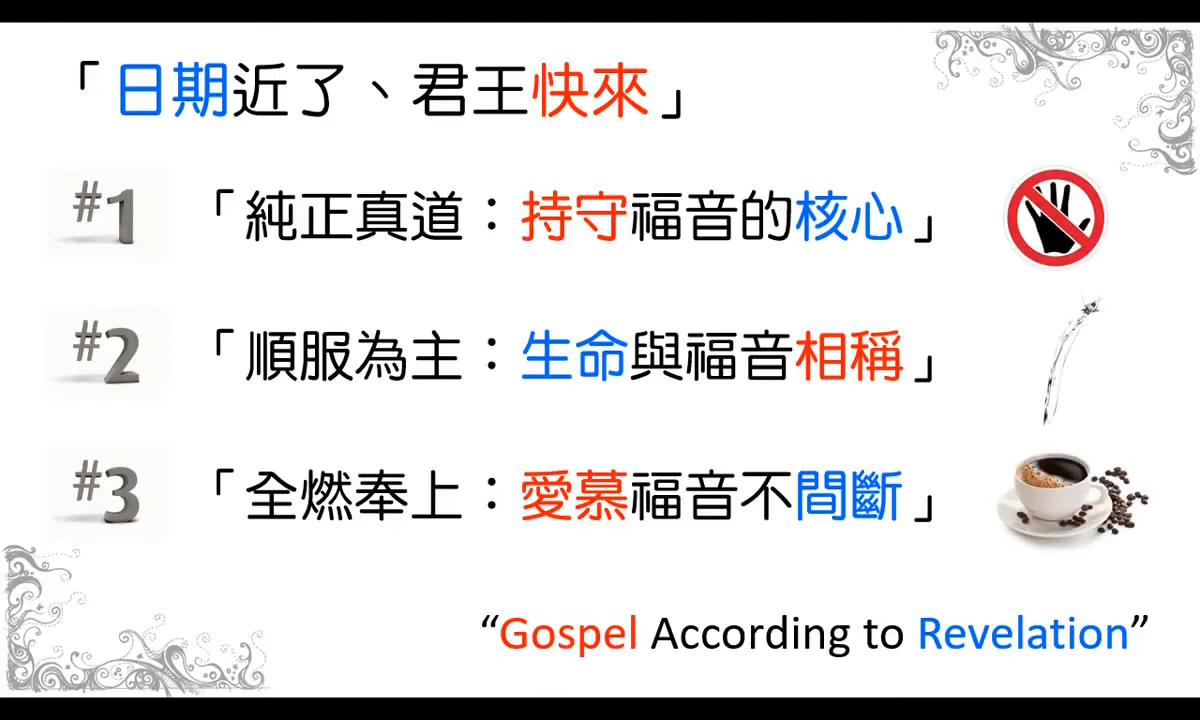 「日期近了、君王快來」
#1 「純正真道：持守福音的核心」
#2 「順服為主：生命與福音相稱」
#3 「全燃奉上：愛慕福音不間斷」
“Gospel According to Revelation”